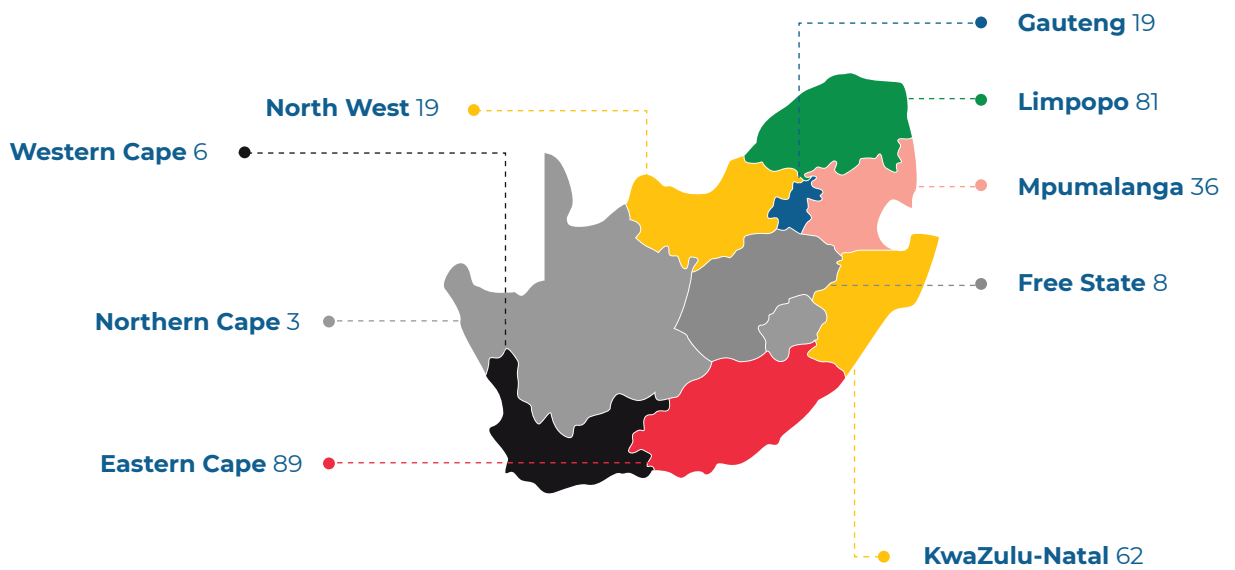 Gauteng 19
Limpopo 81
North West 19
Western Cape 6
Mpumalanga 36
Free State 8
Northern Cape 3
Eastern Cape 89
KwaZulu-Natal 62